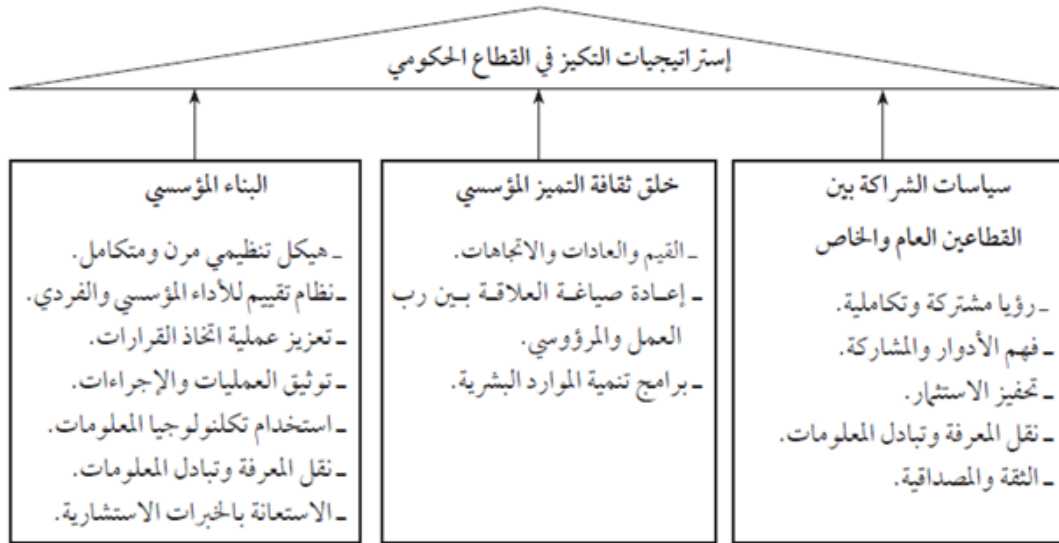 إستراتيجيات التكيز في القطاع الحكومي
سياسات الشراكة بين
القطاعين العام والخاص
ـ رؤيا مشتركة وتكاملية.
ـ فهم الأدوار والمشاركة.
ـ تحفيز الاستثمار.
ـ نقل المعرفة وتبادل المعلومات.
ـ الثقة والمصداقية.
خلق ثقافة التميز المؤسسي
ـ القيم والعادات والاتجاهات.
ـ إعادة صياغة العلاقة بين رب
العمل والمرؤوسي.
ـ برامج تنمية الموارد البشرية.
البناء المؤسسي
ـ هيكل تنظيمي مرن ومتكامل.
ـ نظام تقييم للأداء المؤسسي والفردي.
ـ تعزيز عملية اتخاذ القرارات.
ـ توثيق العمليات والإجراءات.
ـ استخدام تكلنولوجيا المعلومات.
ـ نقل المعرفة وتبادل المعلومات.
ـ الاستعانة بالخبرات الاستشارية.